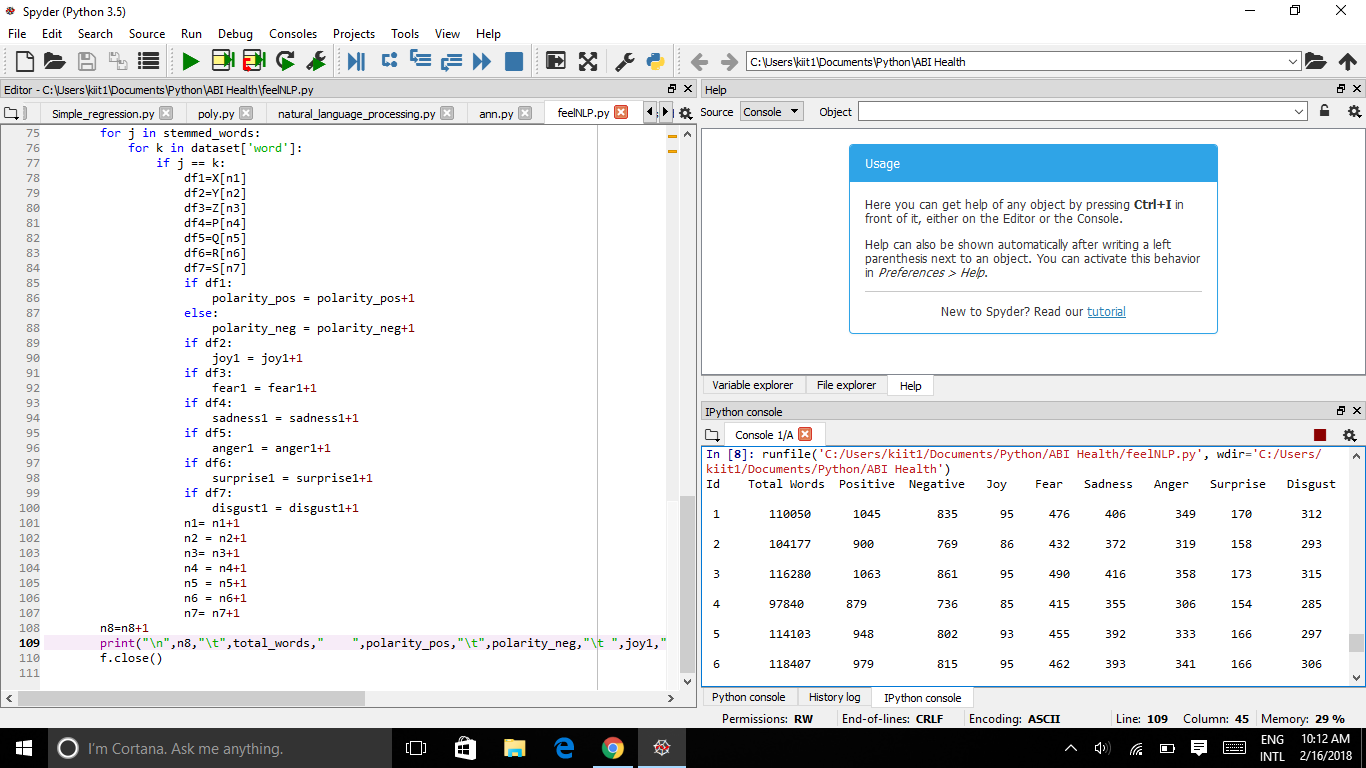 Spyder (Python 3.5)
File Edit Search Source Run Debug Consoles Projects Tools View Help
C:\Users\kiit1\Documents\Python\ABI Health
Editor - C:\Users\kiit1\Documents\Python\ABI Health\feelNLP.py
Simple_regression.py poly.py natural_language_processing.py ann.py feelNLP.py
75 for j in stemmed_words:
76 for k in dataset['word']:
77 if j == k:
78 df1=X[n1]
79 df2=Y[n2]
80 df3=Z[n3]
81 df4=P[n4]
82 df5=Q[n5]
83 df6=R[n6]
84 df7=S[n7]
85 if df1:
86 polarity_pos = polarity_pos+1
87 else:
88 polarity_neg = polarity_neg+1
89 if df2:
90 joy1 = joy1+1
91 if df3:
92 fear1 = fear1+1
93 if df4:
94 sadness1 = sadness1+1
95 if df5:
96 anger1 = anger1+1
97 if df6:
98 surprise1 = surprise1+1
99 if df7:
100 disgust1 = disgust1+1
101 n1= n1+1
102 n2 = n2+1
103 n3= n3+1
104 n4 = n4+1
105 n5 = n5+1
106 n6 = n6+1
107 n7= n7+1
108 n8=n8+1
109 print("\n",n8,"\t",total_words,"    ",polarity_pos,"\t",polarity_neg,"\t ",joy1,"
110 f.close()
111
Help
Source Console Object
Usage
Here you can get help of any object by pressing Ctrl+I in
front of it, either on the Editor or the Console.
Help can also be shown automatically after writing a left
parenthesis next to an object. You can activate this behavior
in Preferences > Help.
New to Spyder? Read our tutorial
Variable explorer File explorer Help
IPython console
Console 1/A
In [8]: runfile('C:/Users/kiit1/Documents/Python/ABI Health/feelNLP.py', wdir='C:/Users/
kiit1/Documents/Python/ABI Health')
Id Total Words Positive Negative Joy Fear Sadness Anger Surprise Disgust
1 110050 1045 835 95 476 406 349 170 312
2 104177 900 769 86 432 372 319 158 293
3 116280 1063 861 95 490 416 358 173 315
4 97840 879 736 85 415 355 306 154 285
5 114103 948 802 93 455 392 333 166 297
6 118407 979 815 95 462 393 341 166 306
Python console History log IPython console
Permissions: RW End-of-lines: CRLF Encoding: ASCII Line: 109 Column: 45 Memory: 29 %
I'm Cortana. Ask me anything.
ENG 10:12 AM
INTL 2/16/2018